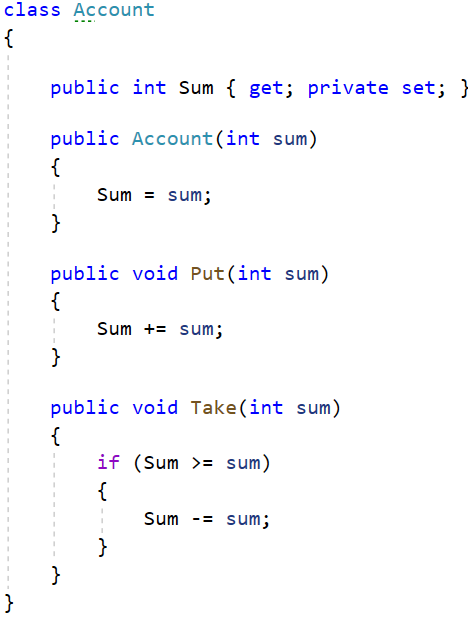 class Account
{
    public int Sum { get; private set; }
    public Account(int sum)
    {
        Sum = sum;
    }
    public void Put(int sum)
    {
        Sum += sum;
    }
    public void Take(int sum)
    {
        if (Sum >= sum)
        {
            Sum -= sum;
        }
    }
}